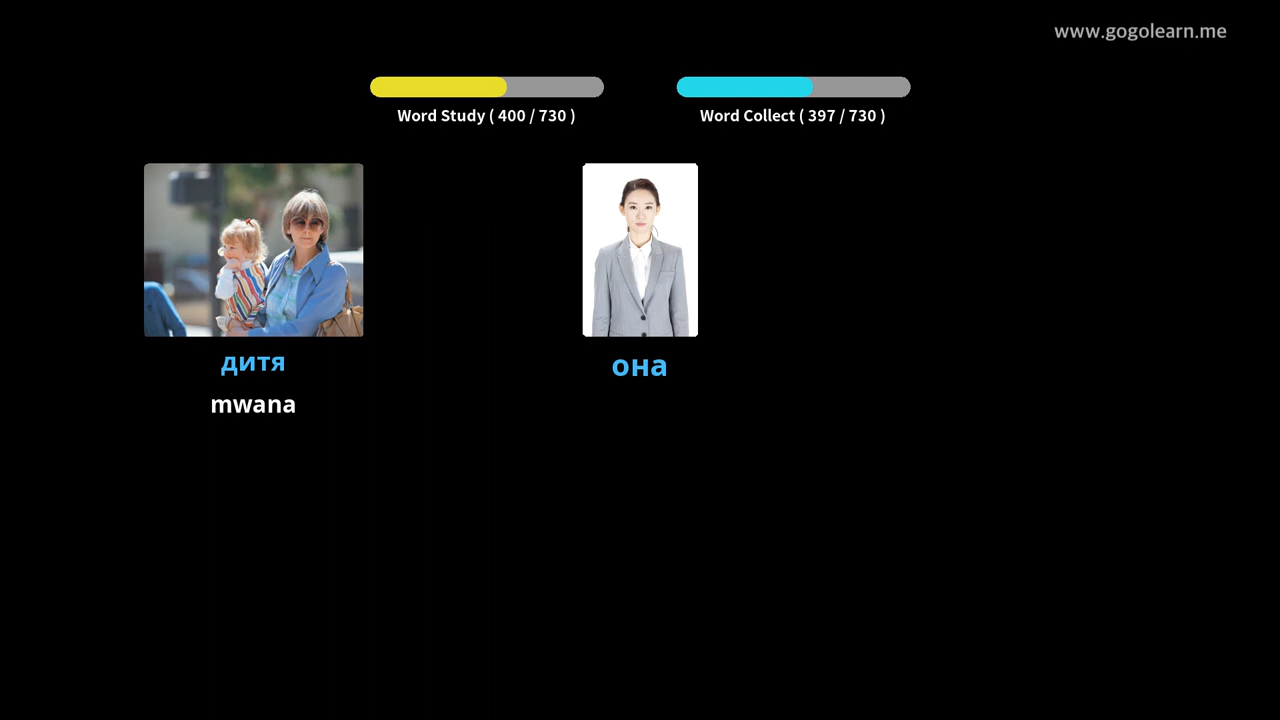 www.gogolearn.me
Word Study ( 400 / 730 )
Word Collect ( 397 / 730 )
дитя
mwana
она